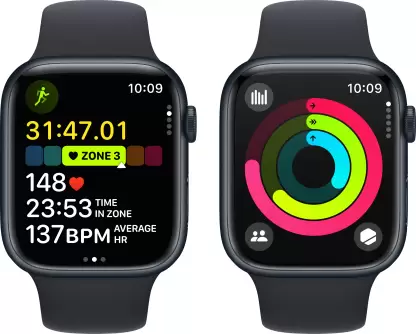 10:09
31:47.01
ZONE 3
148
23:53 TIME IN ZONE
137BPM AVERAGE HR
10:09